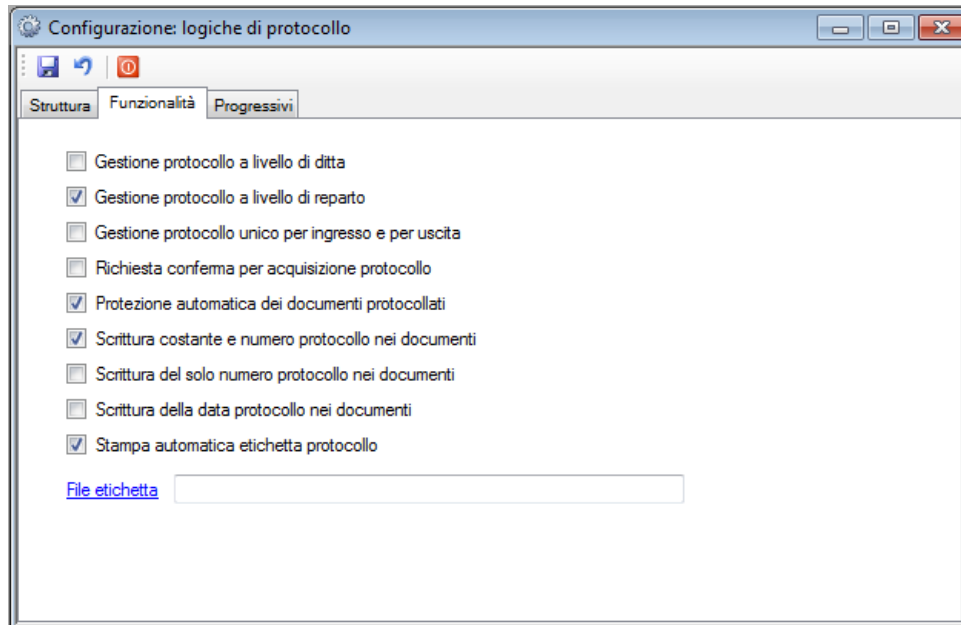 Configurazione: logiche di protocollo
Struttura Funzionalità Progressivi
Gestione protocollo a livello di ditta
Gestione protocollo a livello di reparto
Gestione protocollo unico per ingresso e per uscita
Richiesta conferma per acquisizione protocollo
Protezione automatica dei documenti protocollati
Scrittura costante e numero protocollo nei documenti
Scrittura del solo numero protocollo nei documenti
Scrittura della data protocollo nei documenti
Stampa automatica etichetta protocollo
File etichetta